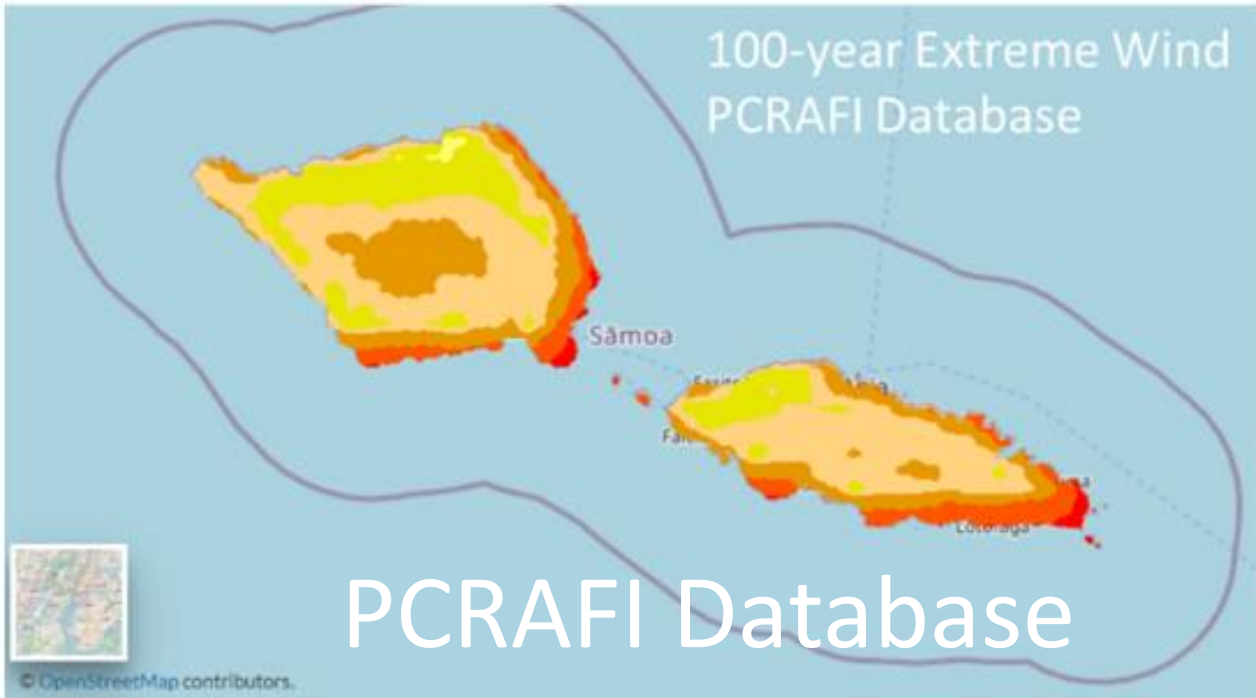 100-year Extreme Wind
PCRAFI Database
Sāmoa
PCRAFI Database
© OpenStreetMap contributors.